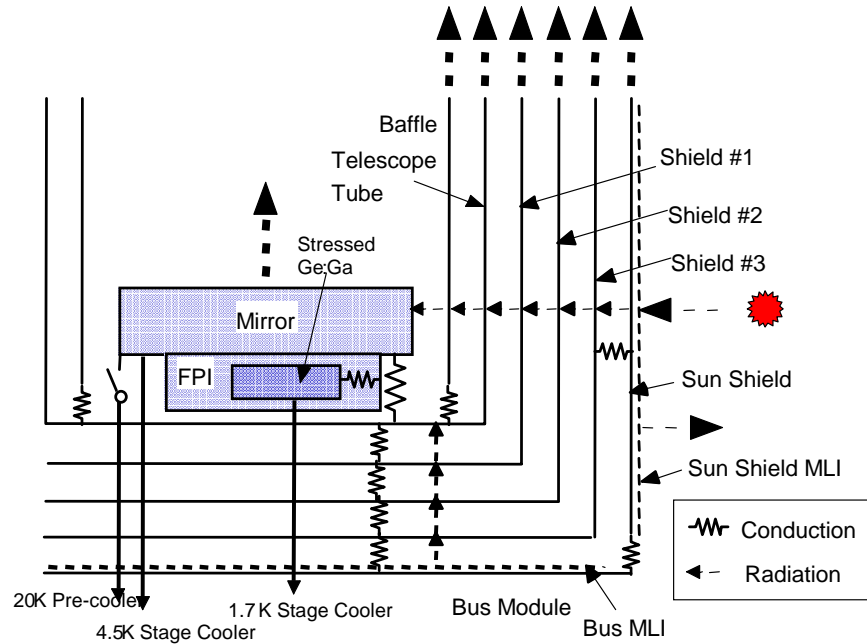 Baffle
Telescope
Tube
Shield #1
Shield #2
Shield #3
Stressed
Ge:Ga
Mirror
FPI
Sun Shield
Sun Shield MLI
Conduction
Radiation
20K Pre-cooler
4.5K Stage Cooler
1.7K Stage Cooler
Bus Module
Bus MLI